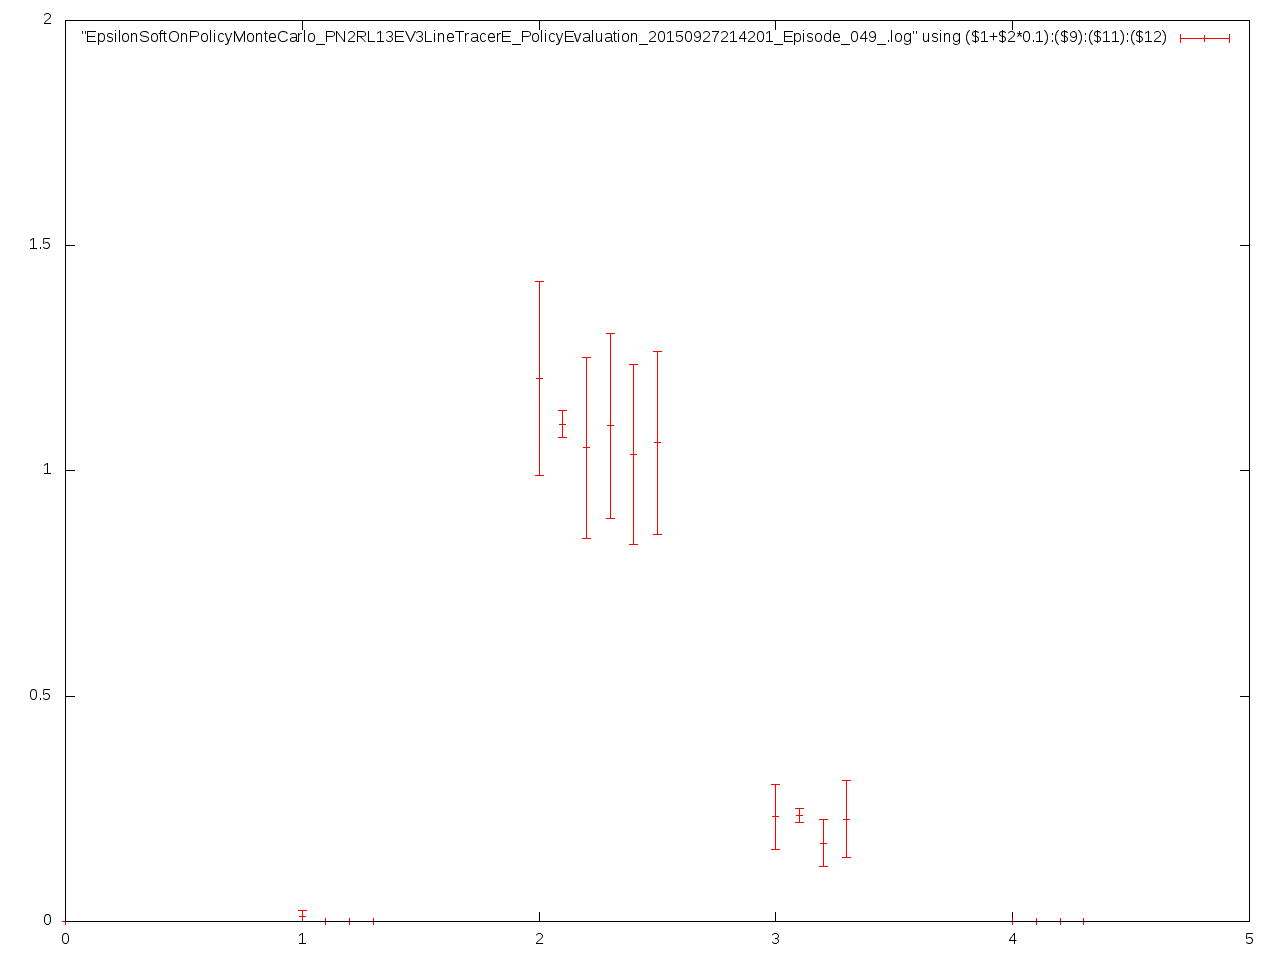 2
"EpsilonSoftOnPolicyMonteCarlo_PN2RL13EV3LineTracerE_PolicyEvaluation_20150927214201_Episode_049_.log" using ($1+$2*0.1):($9):($11):($12)
1.5
1
0.5
0
0 1 2 3 4 5